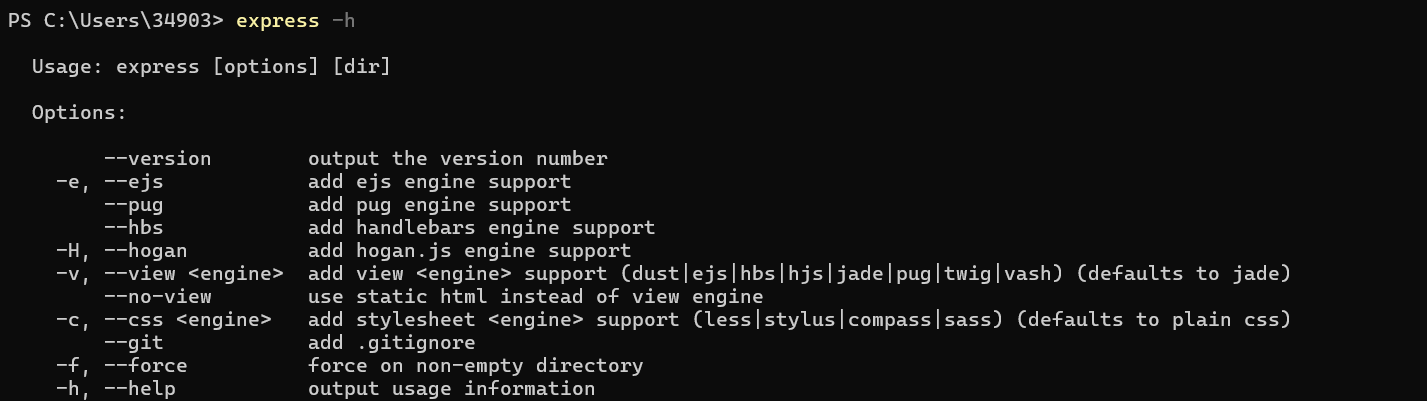 PS C:\Users\34903> express -h
Usage: express [options] [dir]
Options:
--version output the version number
-e, --ejs add ejs engine support
--pug add pug engine support
--hbs add handlebars engine support
-H, --hogan add hogan.js engine support
-v, --view <engine> add view <engine> support (dust|ejs|hbs|hjs|jade|pug|twig|vash) (defaults to jade)
--no-view use static html instead of view engine
-c, --css <engine> add stylesheet <engine> support (less|stylus|compass|sass) (defaults to plain css)
--git add .gitignore
-f, --force force on non-empty directory
-h, --help output usage information